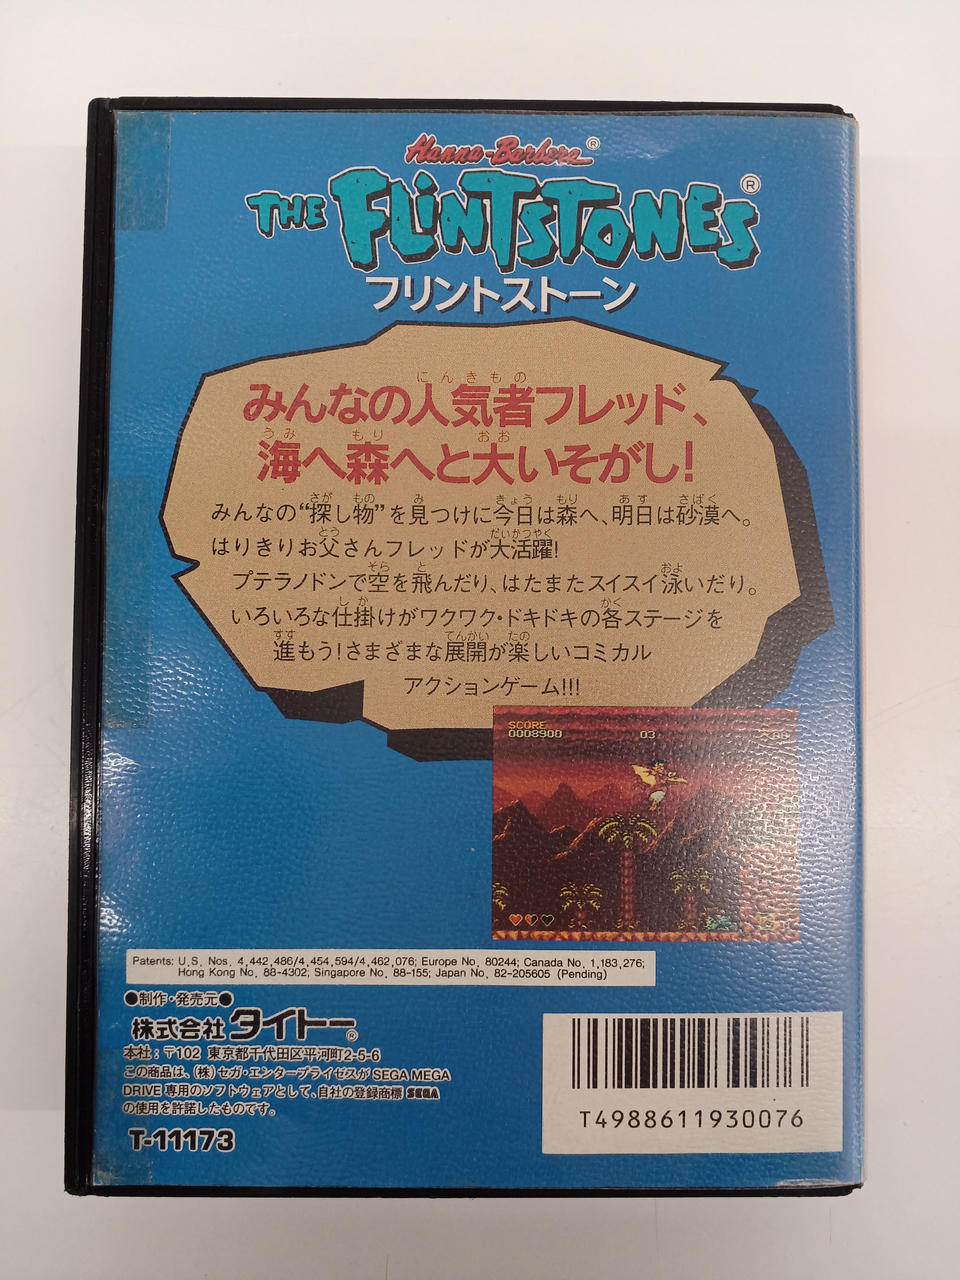 Hanna-Barbera®
THE FLINTSTONES®
フリントストーン
みんなの人気者フレッド、
海へ森へと大いそがし!
みんなの“探し物”を見つけに今日は森へ、明日は砂漠へ。
はりきりお父さんフレッドが大活躍!
プテラノドンで空を飛んだり、はたまたスイスイ泳いだり。
いろいろな仕掛けがワクワク・ドキドキの各ステージを
進もう!さまざまな展開が楽しいコミカル
アクションゲーム!!!
SCORE
0008900 03
Patents: U.S. Nos. 4,442,486/4,454,594/4,462,076; Europe No. 80244; Canada No. 1,183,276;
Hong Kong No. 88-4302; Singapore No. 88-155; Japan No. 82-205605 (Pending)
●制作・発売元●
株式会社タイトー®
本社:〒102 東京都千代田区平河町2-5-6
この商品は、(株)セガ・エンタープライゼスがSEGA MEGA
DRIVE専用のソフトウェアとして、自社の登録商標SEGA
の使用を許諾したものです。
T-11173
T4988611930076